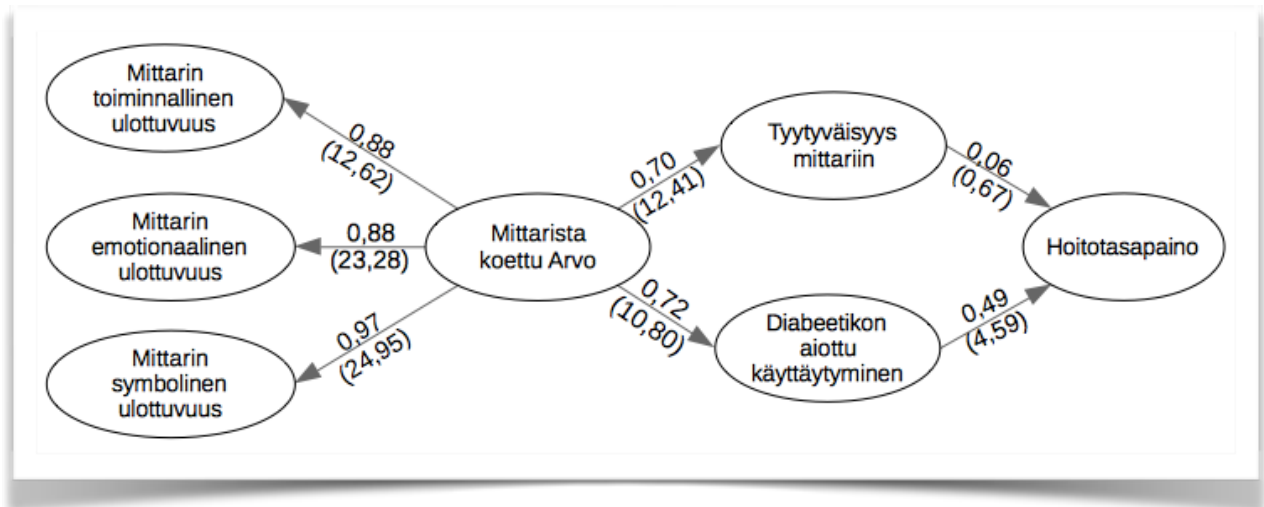 Mittarin
toiminnallinen
ulottuvuus
0,88
(12,62)
Mittarin
emotionaalinen
ulottuvuus
0,88
(23,28)
Mittarin
symbolinen
ulottuvuus
0,97
(24,95)
Mittarista
koettu Arvo
0,70
(12,41)
Tyytyväisyys
mittariin
0,72
(10,80)
Diabeetikon
aiottu
käyttäytyminen
0,06
(0,67)
0,49
(4,59)
Hoitotasapaino